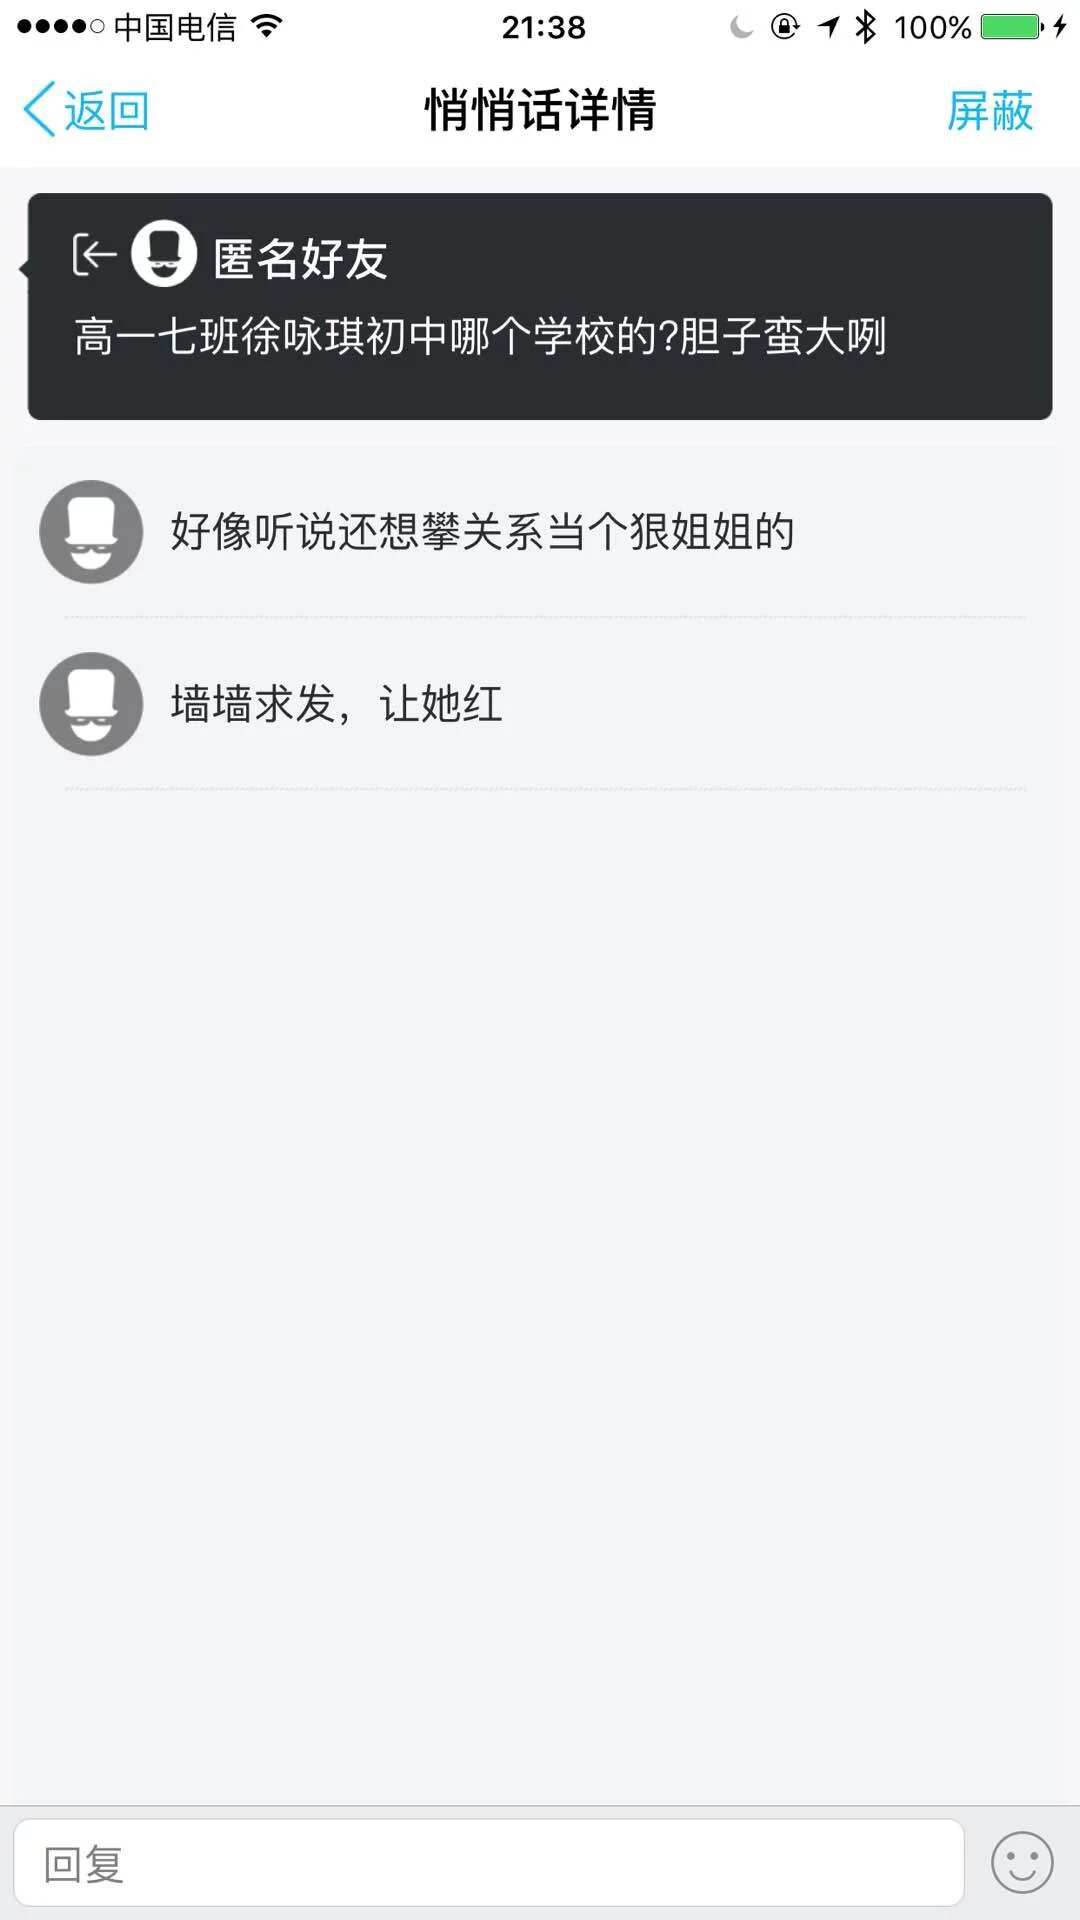 中国电信 21:38 100%
返回 悄悄话详情 屏蔽
匿名好友
高一七班徐咏琪初中哪个学校的?胆子蛮大咧
好像听说还想攀关系当个狠姐姐的
墙墙求发，让她红
回复